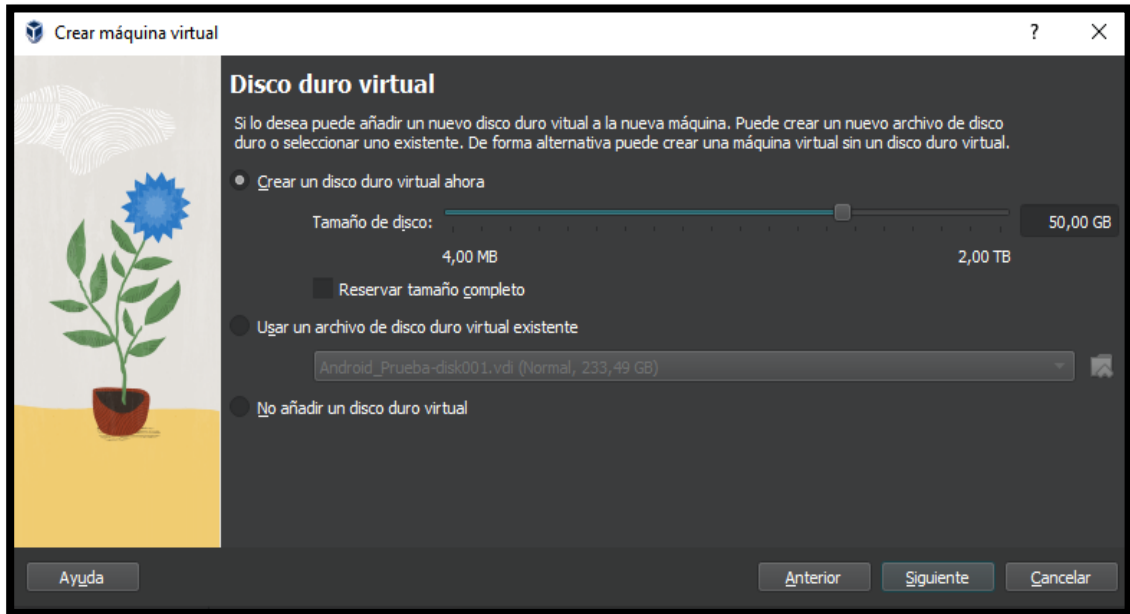 Crear máquina virtual
?
Disco duro virtual
Si lo desea puede añadir un nuevo disco duro vitual a la nueva máquina. Puede crear un nuevo archivo de disco
duro o seleccionar uno existente. De forma alternativa puede crear una máquina virtual sin un disco duro virtual.
Crear un disco duro virtual ahora
Tamaño de disco:
50,00 GB
4,00 MB
2,00 TB
Reservar tamaño completo
Usar un archivo de disco duro virtual existente
Android_Prueba-disk001.vdi (Normal, 233,49 GB)
No añadir un disco duro virtual
Ayuda
Anterior
Siguiente
Cancelar